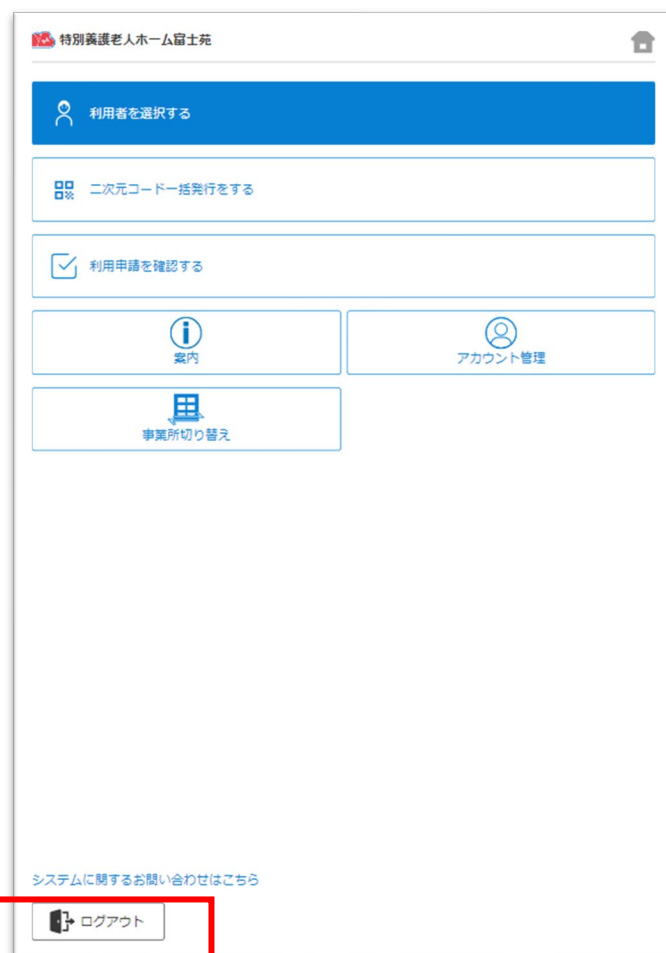 特別養護老人ホーム富士苑
利用者を選択する
二次元コード一括発行をする
利用申請を確認する
案内
アカウント管理
事業所切り替え
システムに関するお問い合わせはこちら
ログアウト